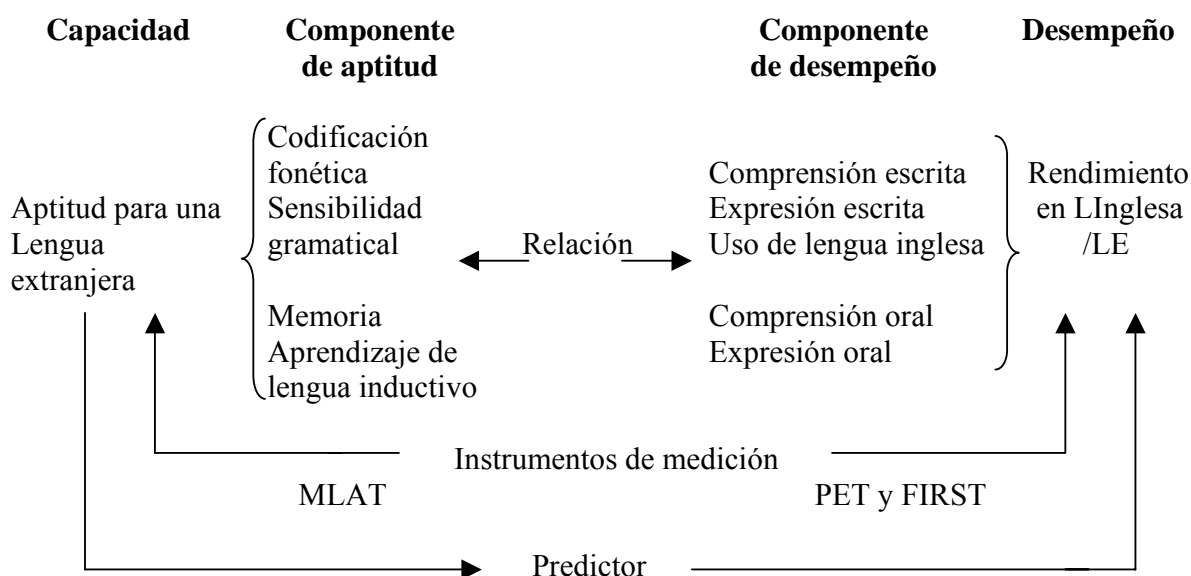 Capacidad
Componente
de aptitud
Componente
de desempeño
Desempeño
Aptitud para una
Lengua
extranjera
Codificación
fonética
Sensibilidad
gramatical
Memoria
Aprendizaje de
lengua inductivo
Relación
Comprensión escrita
Expresión escrita
Uso de lengua inglesa
Comprensión oral
Expresión oral
Rendimiento
en LInglesa
/LE
Instrumentos de medición
MLAT
PET y FIRST
Predictor